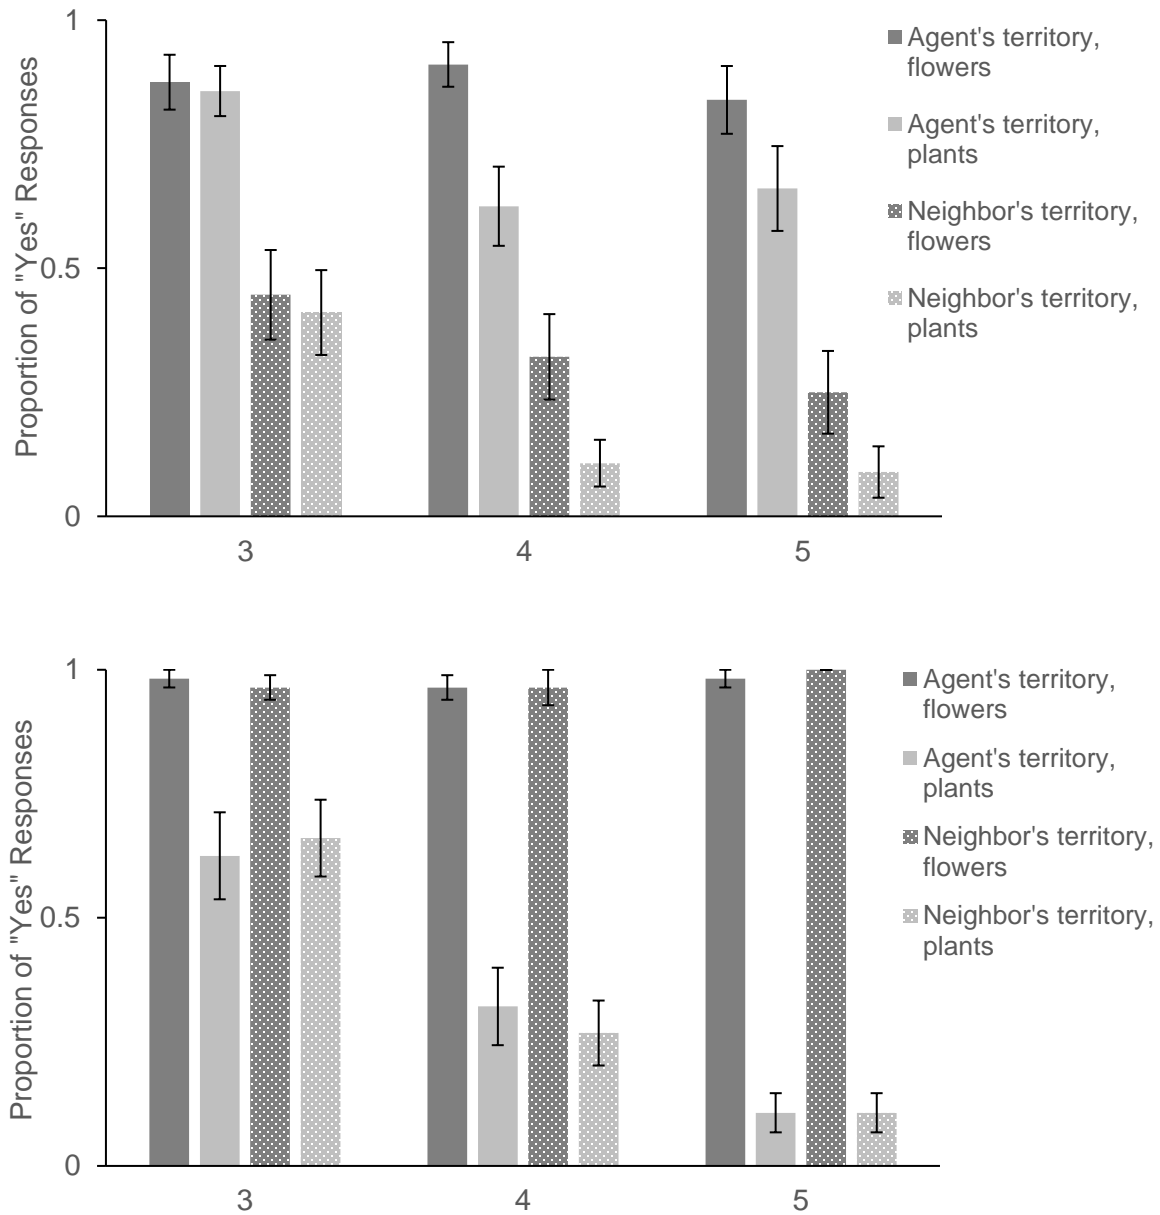 1
0.5
0
Proportion of "Yes" Responses
3
4
5
Agent's territory,
flowers
Agent's territory,
plants
Neighbor's territory,
flowers
Neighbor's territory,
plants
1
0.5
0
Proportion of "Yes" Responses
3
4
5
Agent's territory,
flowers
Agent's territory,
plants
Neighbor's territory,
flowers
Neighbor's territory,
plants